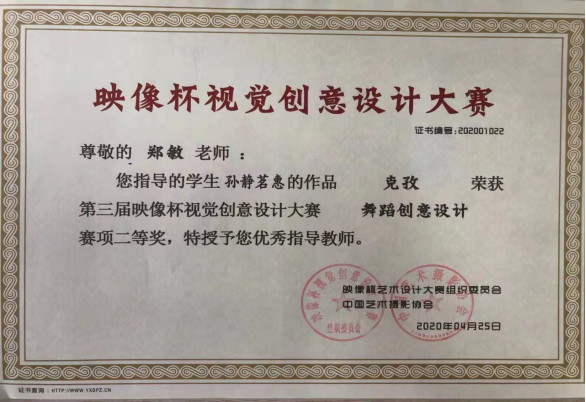 映像杯视觉创意设计大赛
证书编号:202001022
尊敬的 郑敏 老师：
您指导的学生 孙静茗惠的作品 克孜 荣获
第三届映像杯视觉创意设计大赛 舞蹈创意设计
赛项二等奖，特授予您优秀指导教师。
映像杯艺术设计大赛组织委员会
中国艺术摄影协会
2020年04月25日
证书查询：HTTP://WWW.YXBPZ.CN